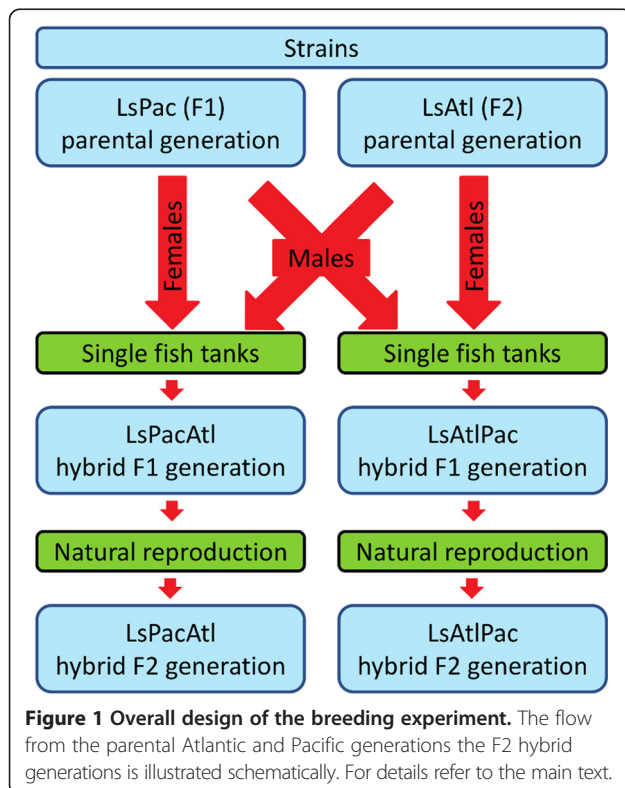 Strains
LsPac (F1)
parental generation
LsAtl (F2)
parental generation
Females
Males
Females
Single fish tanks
Single fish tanks
LsPacAtl
hybrid F1 generation
LsAtlPac
hybrid F1 generation
Natural reproduction
Natural reproduction
LsPacAtl
hybrid F2 generation
LsAtlPac
hybrid F2 generation
Figure 1 Overall design of the breeding experiment. The flow
from the parental Atlantic and Pacific generations the F2 hybrid
generations is illustrated schematically. For details refer to the main text.